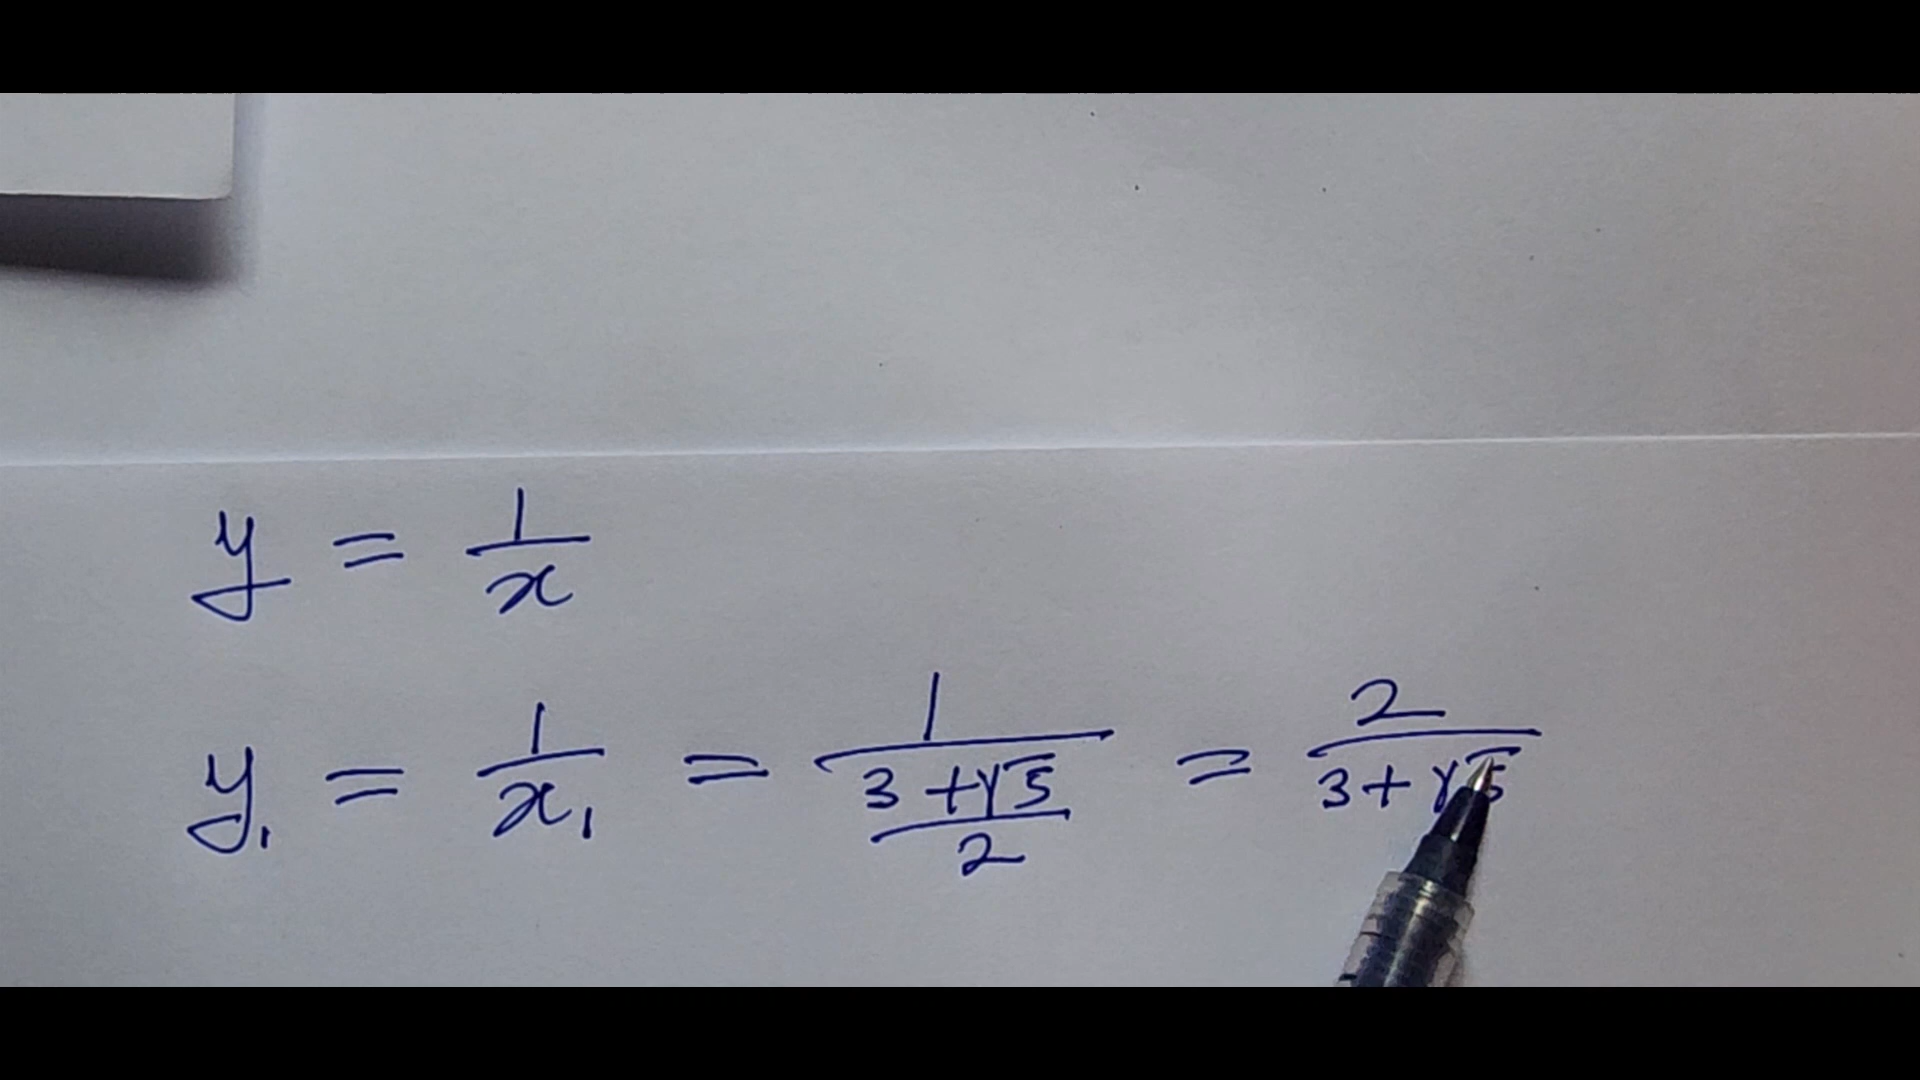 y = 1/x
y₁ = 1/x₁ = 1/((3+√5)/2) = 2/(3+√5)